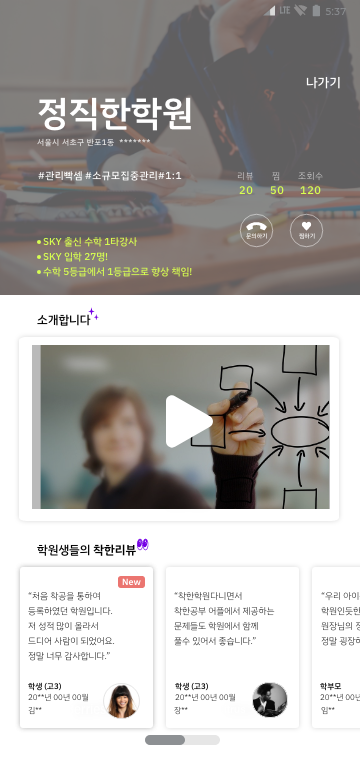 LTE 5:37
나가기
정직한학원
서울시 서초구 반포1동 *******
#관리빡셈 #소규모집중관리#1:1
리뷰 찜 조회수
20 50 120
문의하기 찜하기
SKY 출신 수학 1타강사
SKY 입학 27명!
수학 5등급에서 1등급으로 향상 책임!
소개합니다
학원생들의 착한리뷰
New
“처음 착공을 통하여
등록하였던 학원입니다.
저 성적 많이 올라서
드디어 사람이 되었어요.
정말 너무 감사합니다.”
학생 (고3)
20**년 00년 00월
김**
“착한학원다니면서
착한공부 어플에서 제공하는
문제들도 학원에서 함께
풀수 있어서 좋습니다.”
학생 (고3)
20**년 00년 00월
장**
“우리 아이
학원인듯한
원장님의 정
정말 굉장히
학부모
20**년 00년
임**